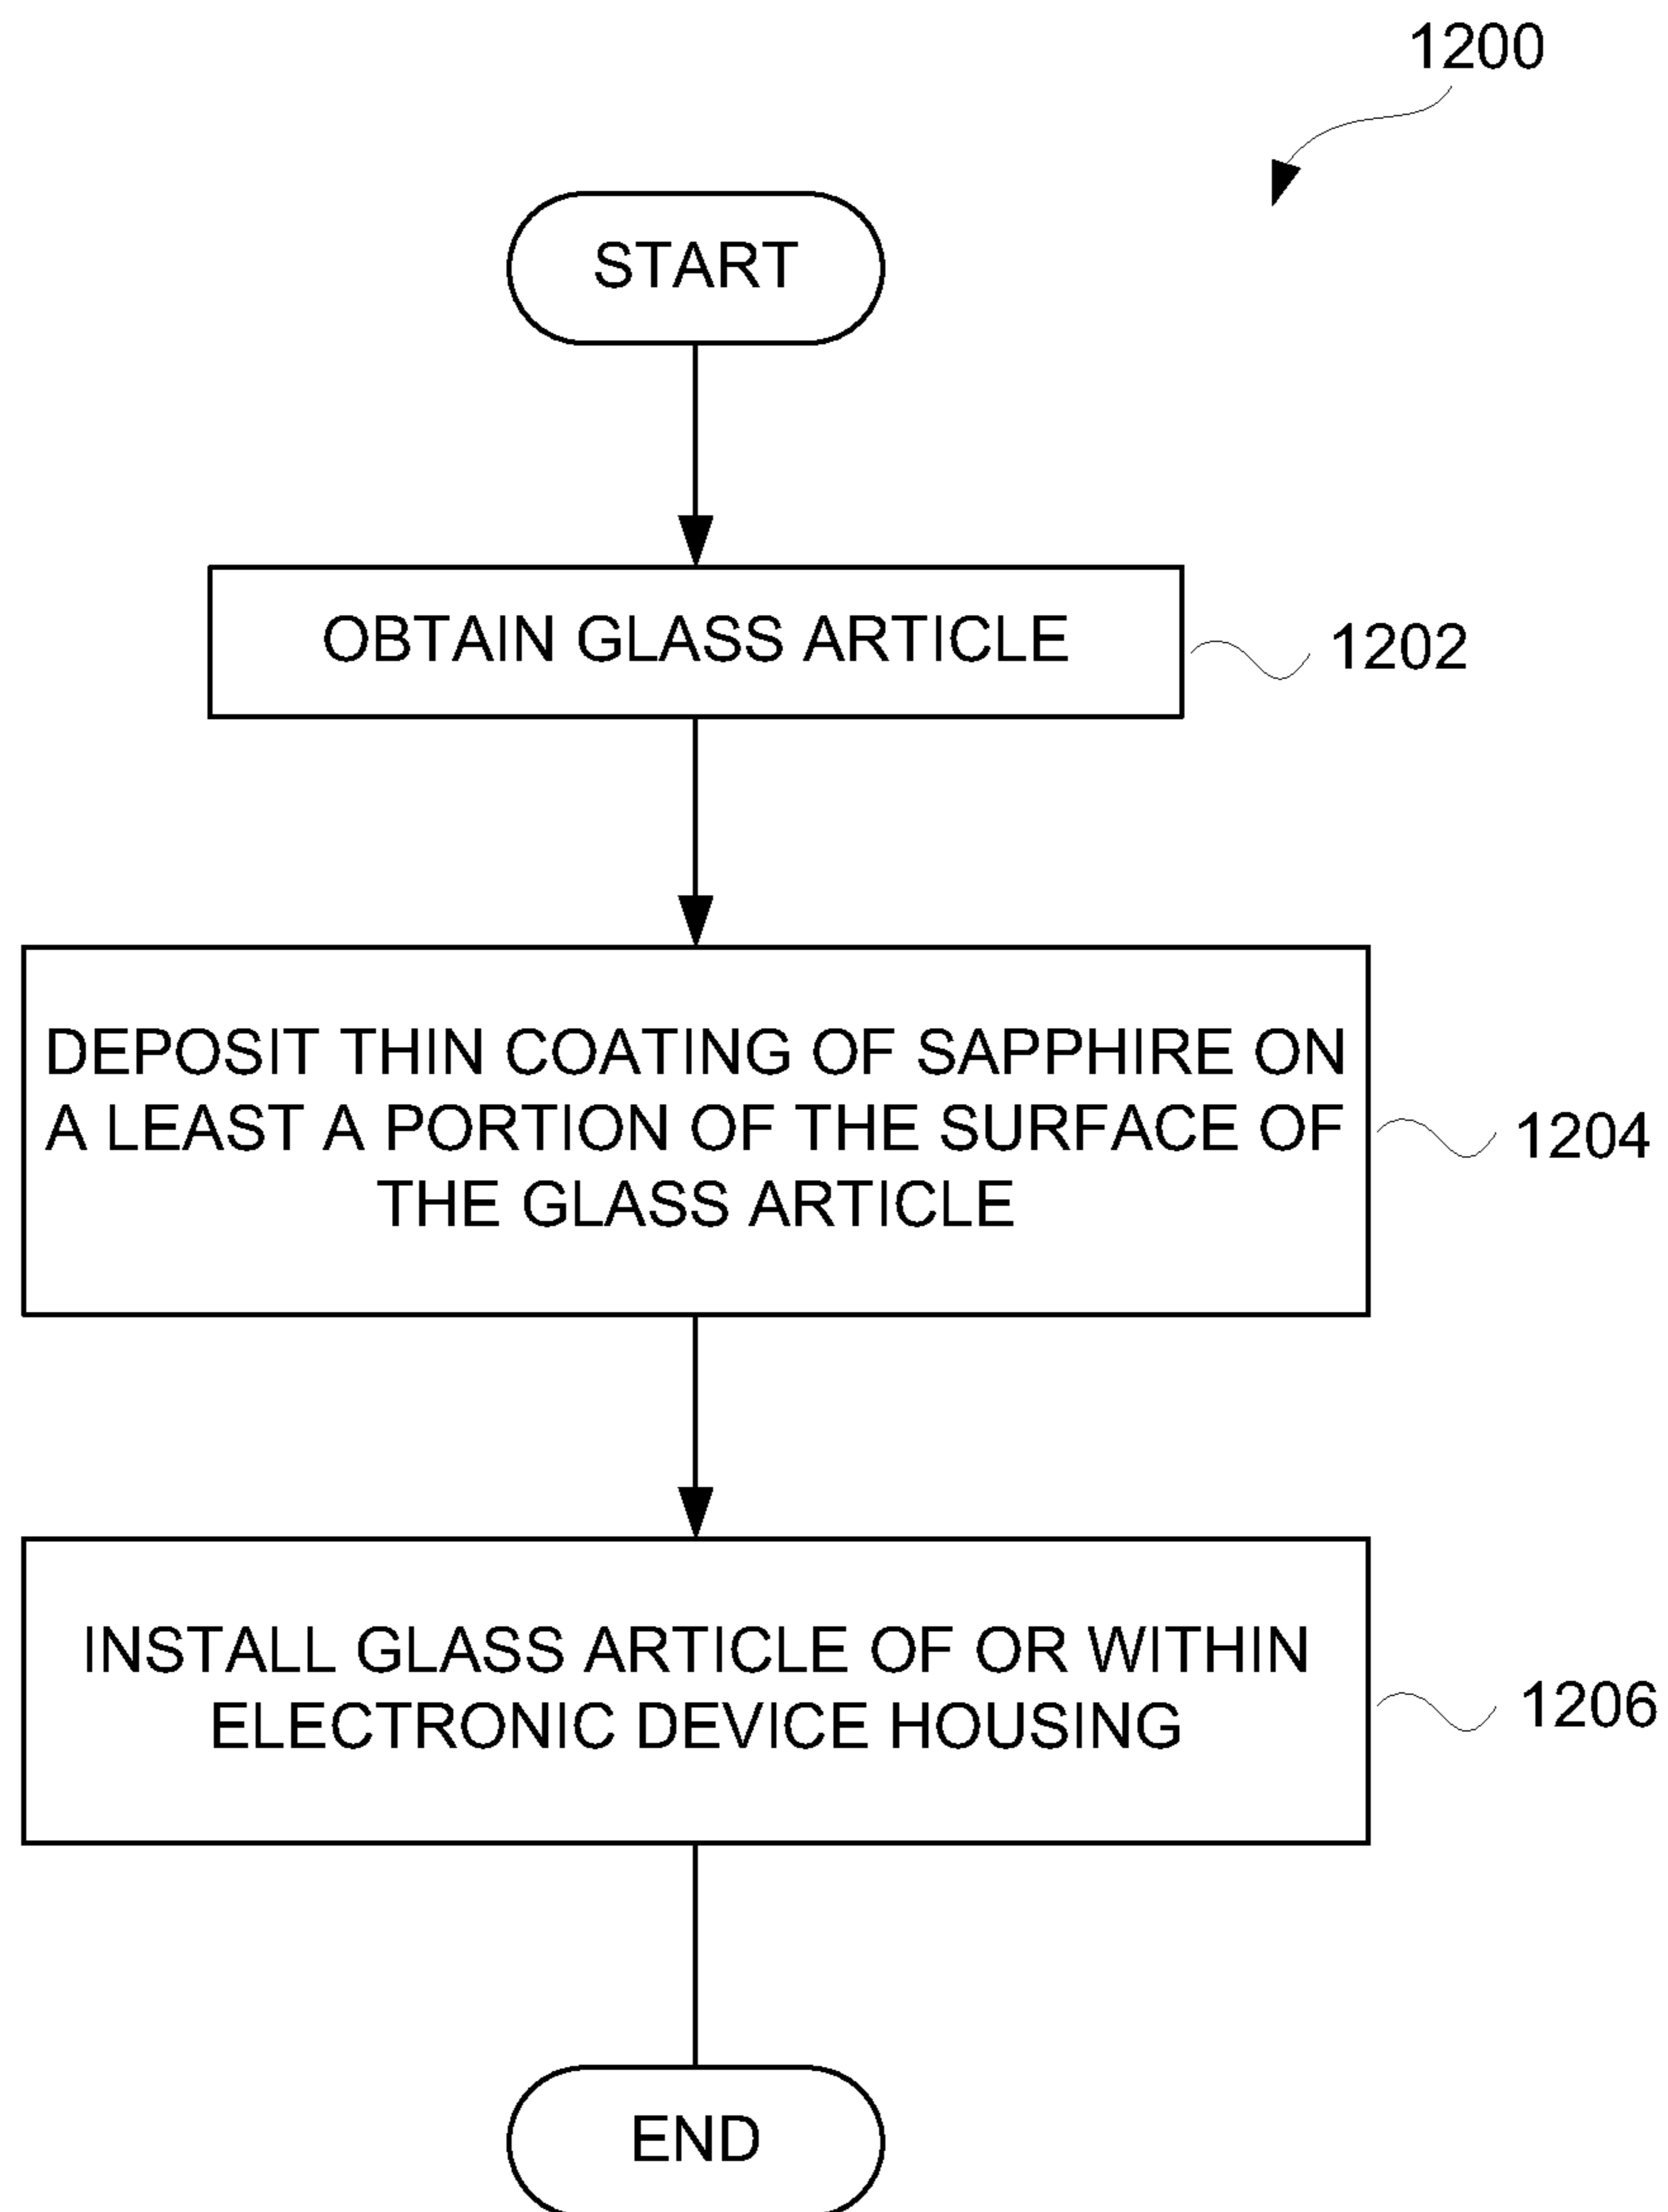 1200
START
OBTAIN GLASS ARTICLE
1202
DEPOSIT THIN COATING OF SAPPHIRE ON
A LEAST A PORTION OF THE SURFACE OF
THE GLASS ARTICLE
1204
INSTALL GLASS ARTICLE OF OR WITHIN
ELECTRONIC DEVICE HOUSING
1206
END